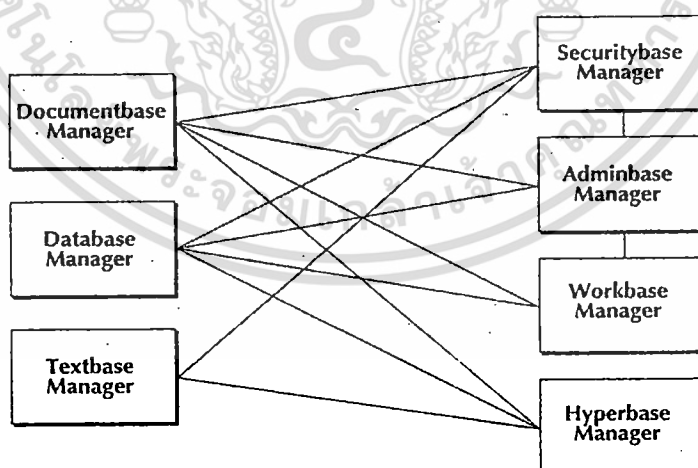 Documentbase
Manager
Database
Manager
Textbase
Manager
Securitybase
Manager
Adminbase
Manager
Workbase
Manager
Hyperbase
Manager